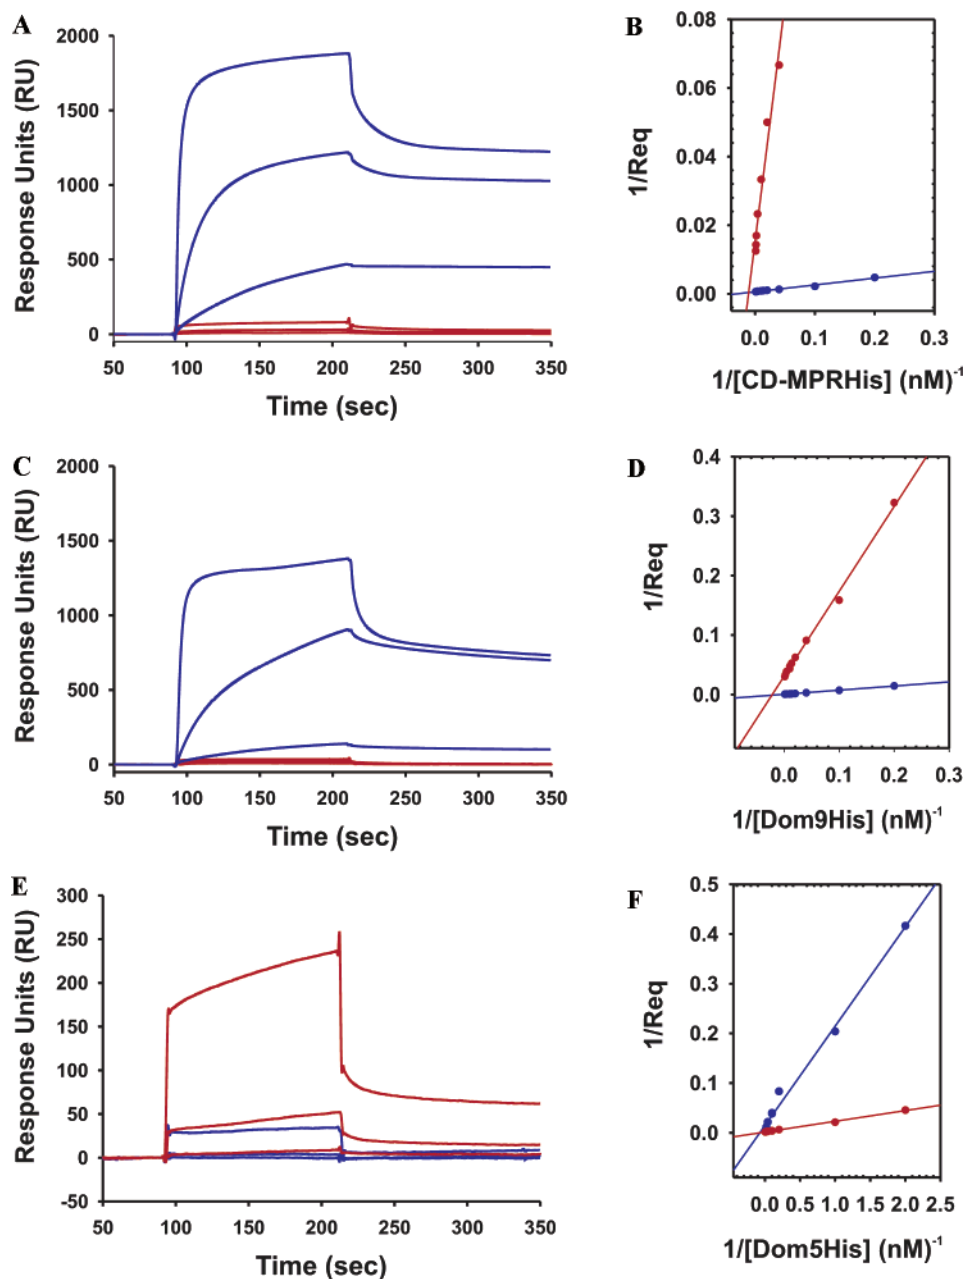 A
Response Units (RU)
2000
1500
1000
500
0
50 100 150 200 250 300 350
Time (sec)
B
1/Req
0.08
0.06
0.04
0.02
0.00
0.0 0.1 0.2 0.3
1/[CD-MPRHis] (nM)-1
C
Response Units (RU)
2000
1500
1000
500
0
50 100 150 200 250 300 350
Time (sec)
D
1/Req
0.4
0.3
0.2
0.1
0.0
0.0 0.1 0.2 0.3
1/[Dom9His] (nM)-1
E
Response Units (RU)
300
250
200
150
100
50
0
-50
50 100 150 200 250 300 350
Time (sec)
F
1/Req
0.5
0.4
0.3
0.2
0.1
0.0
0.0 0.5 1.0 1.5 2.0 2.5
1/[Dom5His] (nM)-1